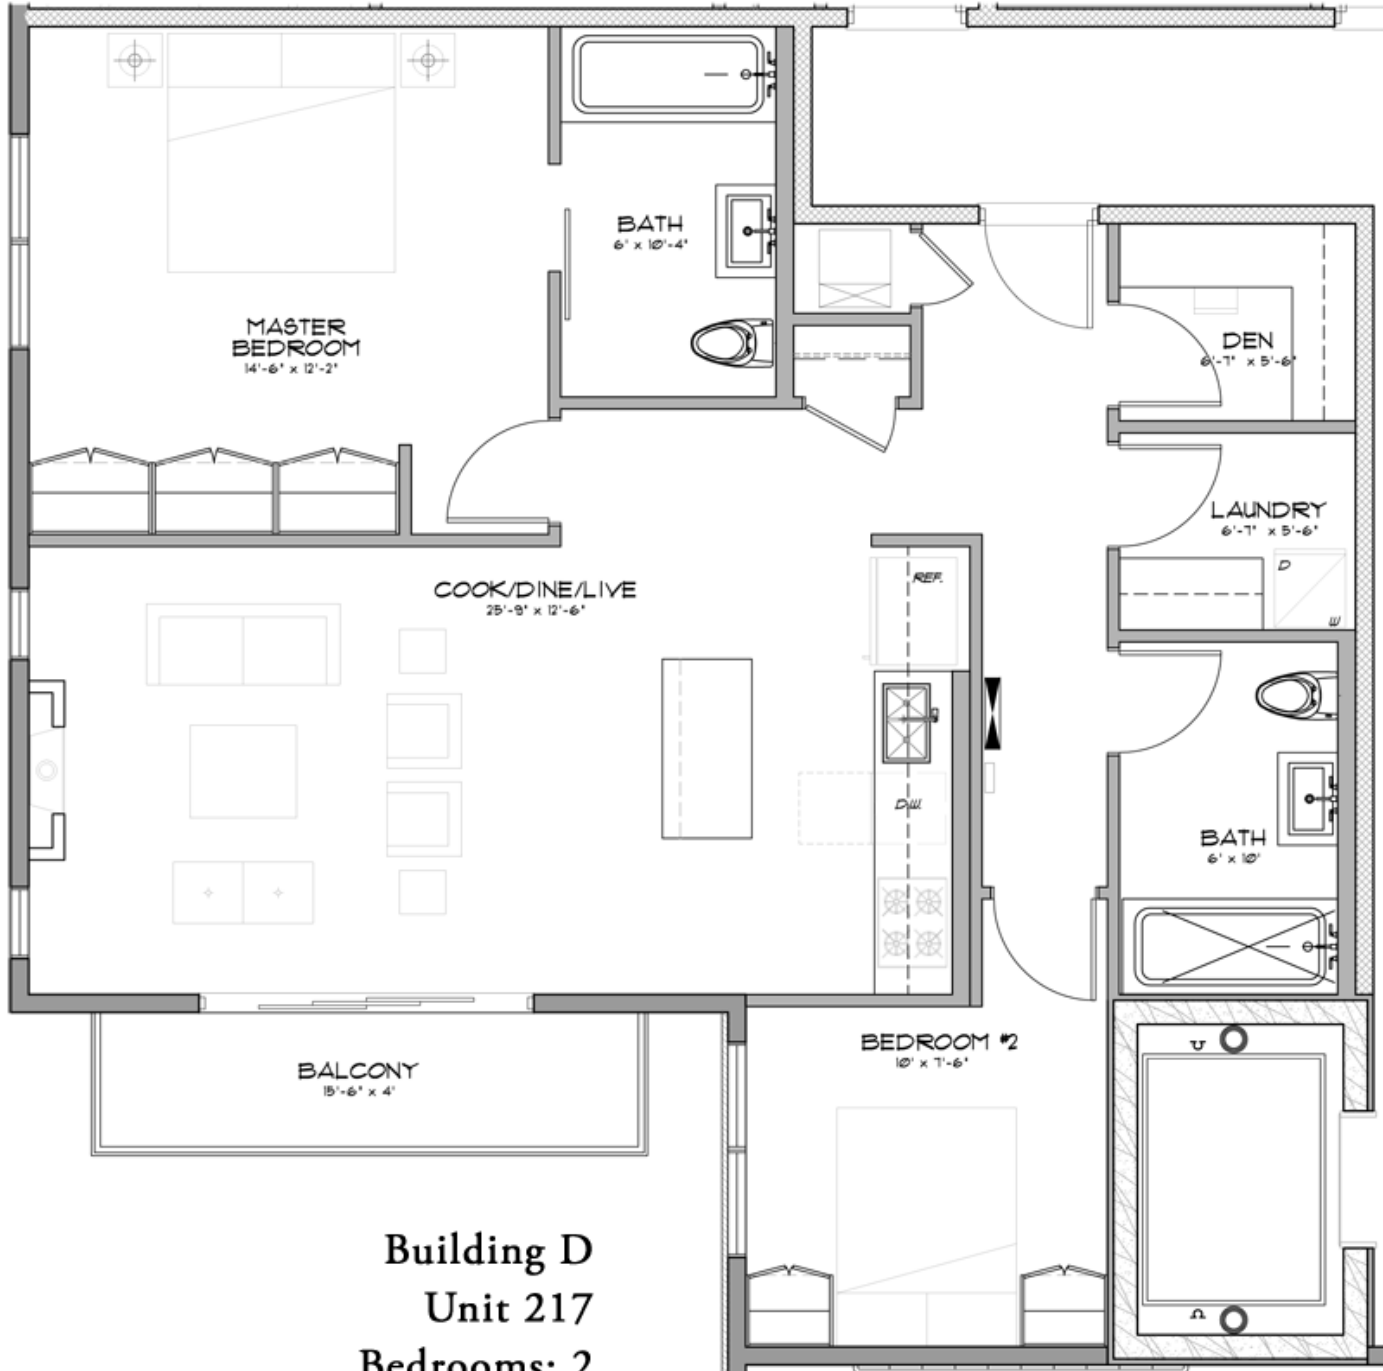 BATH
6' x 10'-4"
MASTER
BEDROOM
14'-6" x 12'-2"
DEN
6'-7" x 5'-6"
LAUNDRY
6'-7" x 5'-6"
D
W
COOK/DINE/LIVE
25'-9" x 12'-6"
REF.
D.W.
BATH
6' x 10'
BEDROOM #2
10' x 7'-6"
BALCONY
15'-6" x 4'
Building D
Unit 217
Bedrooms: 2